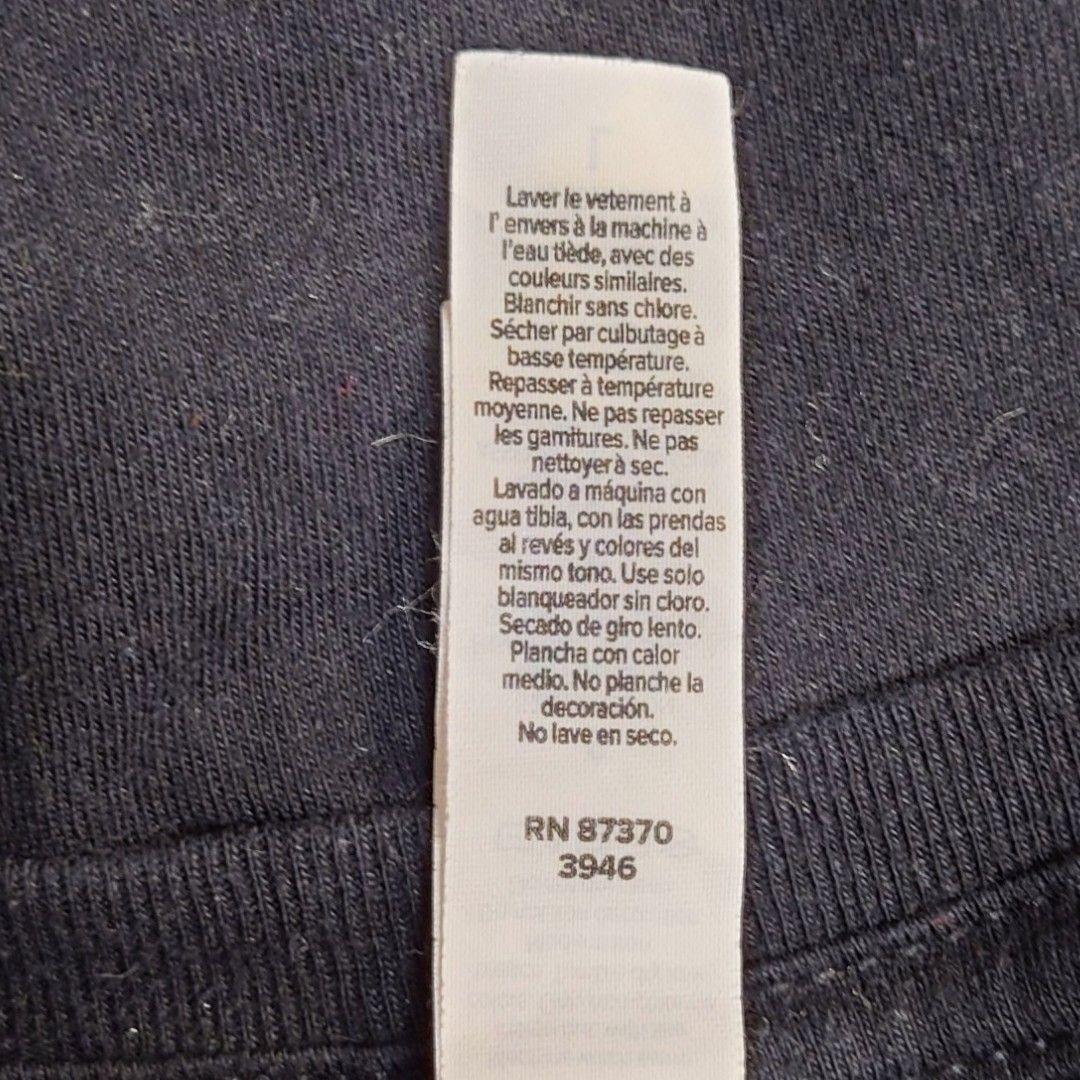 Laver le vetement à
l' envers à la machine à
l'eau tiède, avec des
couleurs similaires.
Blanchir sans chlore.
Sécher par culbutage à
basse température.
Repasser à température
moyenne. Ne pas repasser
les garnitures. Ne pas
nettoyer à sec.
Lavado a máquina con
agua tibia, con las prendas
al revés y colores del
mismo tono. Use solo
blanqueador sin cloro.
Secado de giro lento.
Plancha con calor
medio. No planche la
decoración.
No lave en seco.
RN 87370
3946